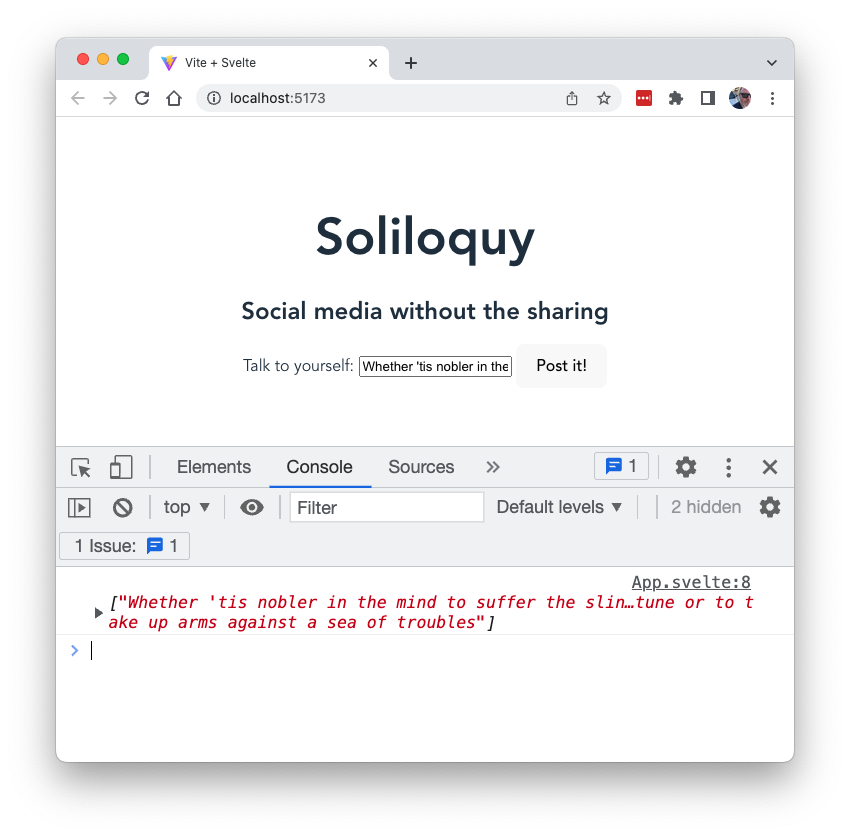 Vite + Svelte
localhost:5173
Soliloquy
Social media without the sharing
Talk to yourself: Whether 'tis nobler in the Post it!
Elements Console Sources 1
top Filter Default levels 2 hidden
1 Issue: 1
App.svelte:8
["Whether 'tis nobler in the mind to suffer the slin…tune or to t
ake up arms against a sea of troubles"]